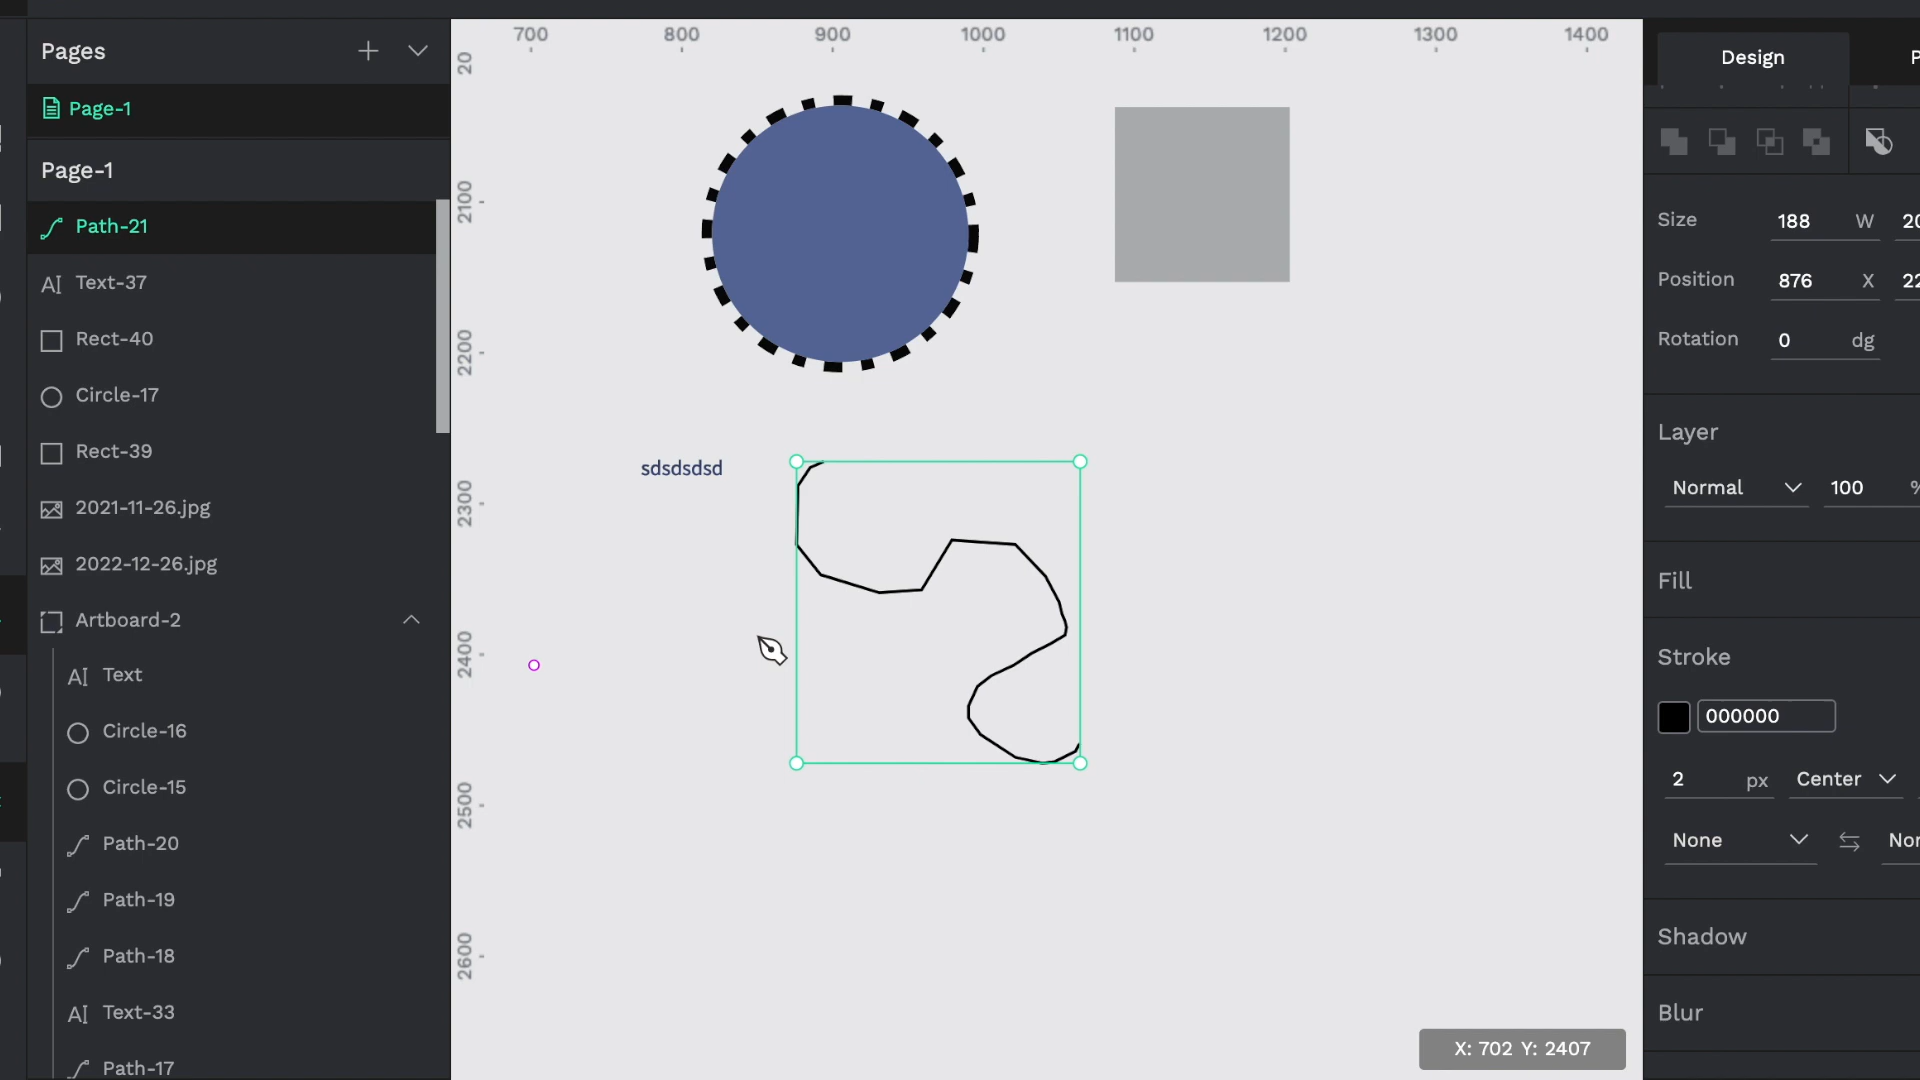 Pages
Page-1
Page-1
Path-21
Text-37
Rect-40
Circle-17
Rect-39
2021-11-26.jpg
2022-12-26.jpg
Artboard-2
Text
Circle-16
Circle-15
Path-20
Path-19
Path-18
Text-33
Path-17
700 800 900 1000 1100 1200 1300 1400
20
2100
2200
2300
2400
2500
2600
sdsdsdsd
X: 702 Y: 2407
Design P
Size 188 W 20
Position 876 X 22
Rotation 0 dg
Layer
Normal 100 %
Fill
Stroke
000000
2 px Center
None Nor
Shadow
Blur